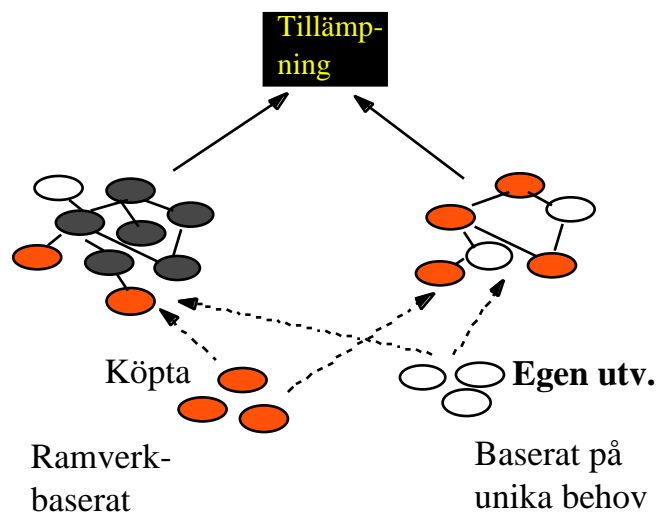 Tillämp-
ning
Köpta
Egen utv.
Ramverk-
baserat
Baserat på
unika behov